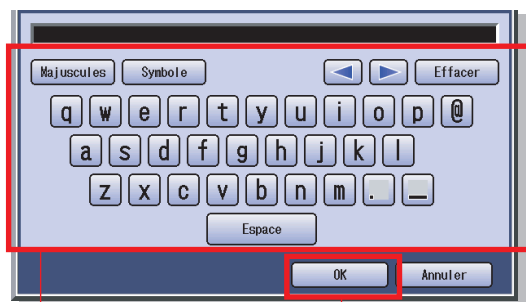 Majuscules Symbole Effacer
q w e r t y u i o p @
a s d f g h j k l
z x c v b n m . _
Espace
OK Annuler